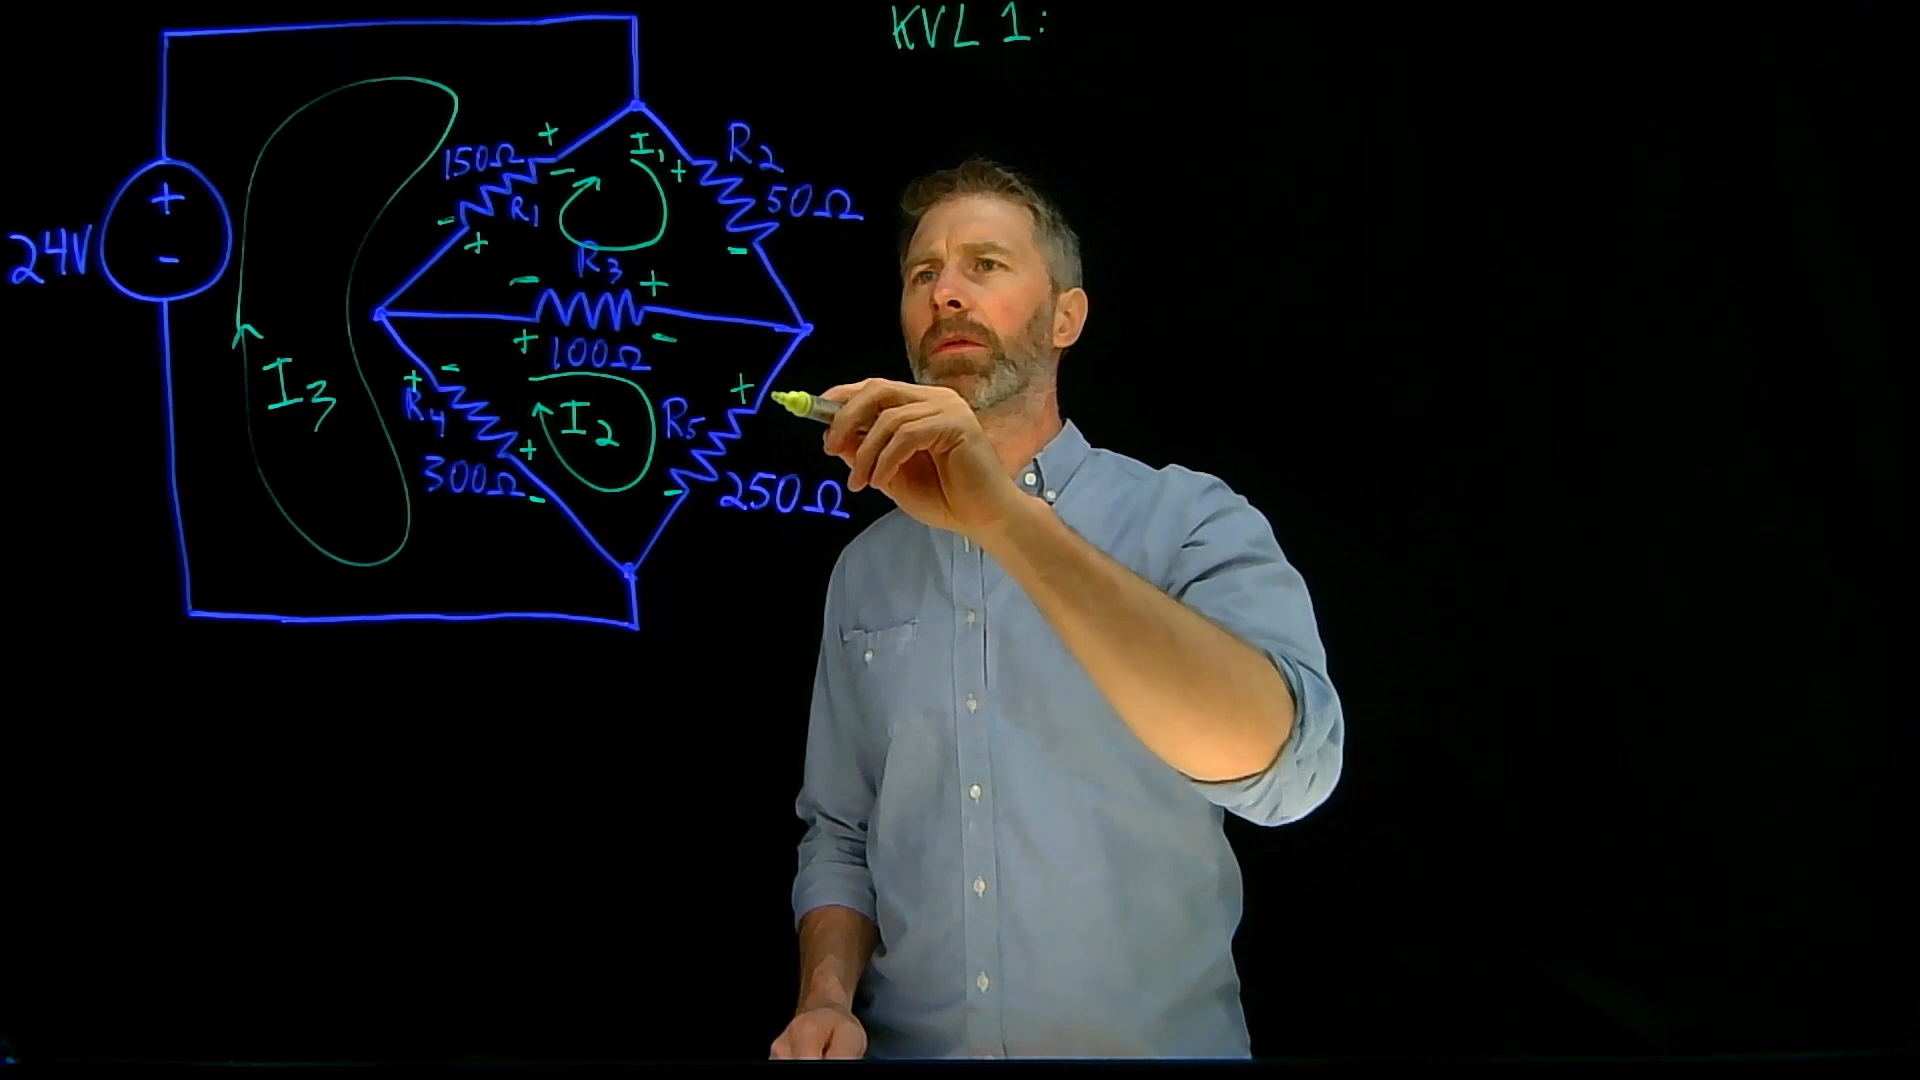 KVL 1:
+
150Ω
I₁
+
R₂
-
+
50Ω
+
R₁
-
-
24V
-
+
R₃
-
-
+
+
100Ω
-
+
-
+
R₄
I₃
I₂
R₅
+
300Ω
-
-
250Ω